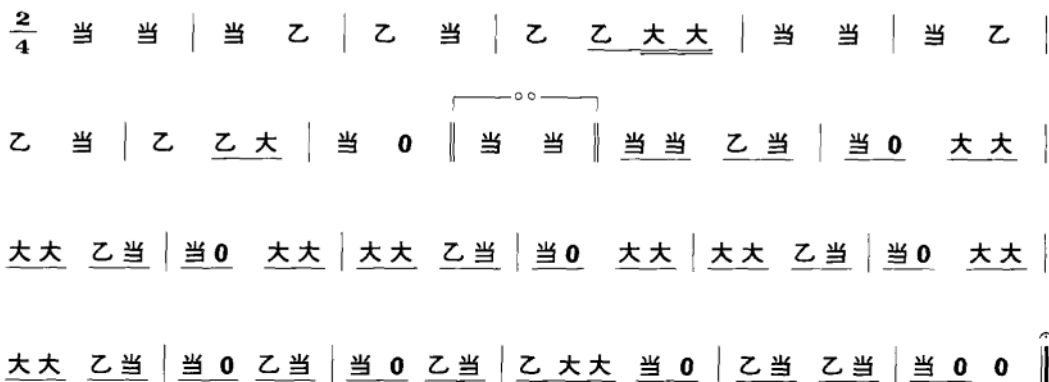 2/4 当 当 | 当 乙 | 乙 当 | 乙 乙 大 大 | 当 当 | 当 乙 |
乙 当 | 乙 乙 大 | 当 0 ‖ 当 当 ‖ 当 当 乙 当 | 当 0 大 大 |
大 大 乙 当 | 当 0 大 大 | 大 大 乙 当 | 当 0 大 大 | 大 大 乙 当 | 当 0 大 大 |
大 大 乙 当 | 当 0 乙 当 | 当 0 乙 当 | 乙 大 大 当 0 | 乙 当 乙 当 | 当 0 0 ‖